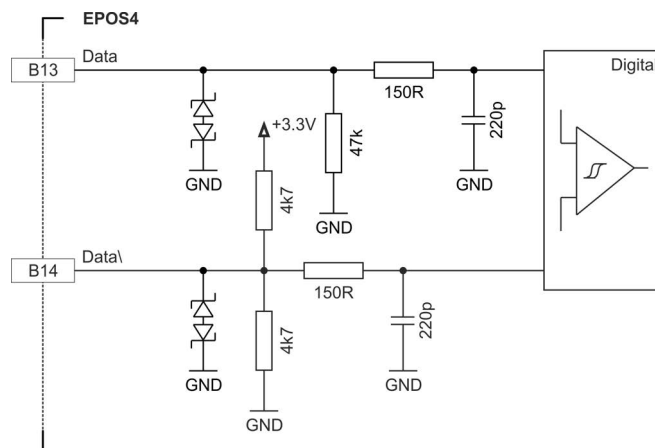 EPOS4
Data
B13
Digital
150R
220p
+3.3V
47k
GND
GND
4k7
GND
Data\
B14
150R
220p
4k7
GND
GND
GND